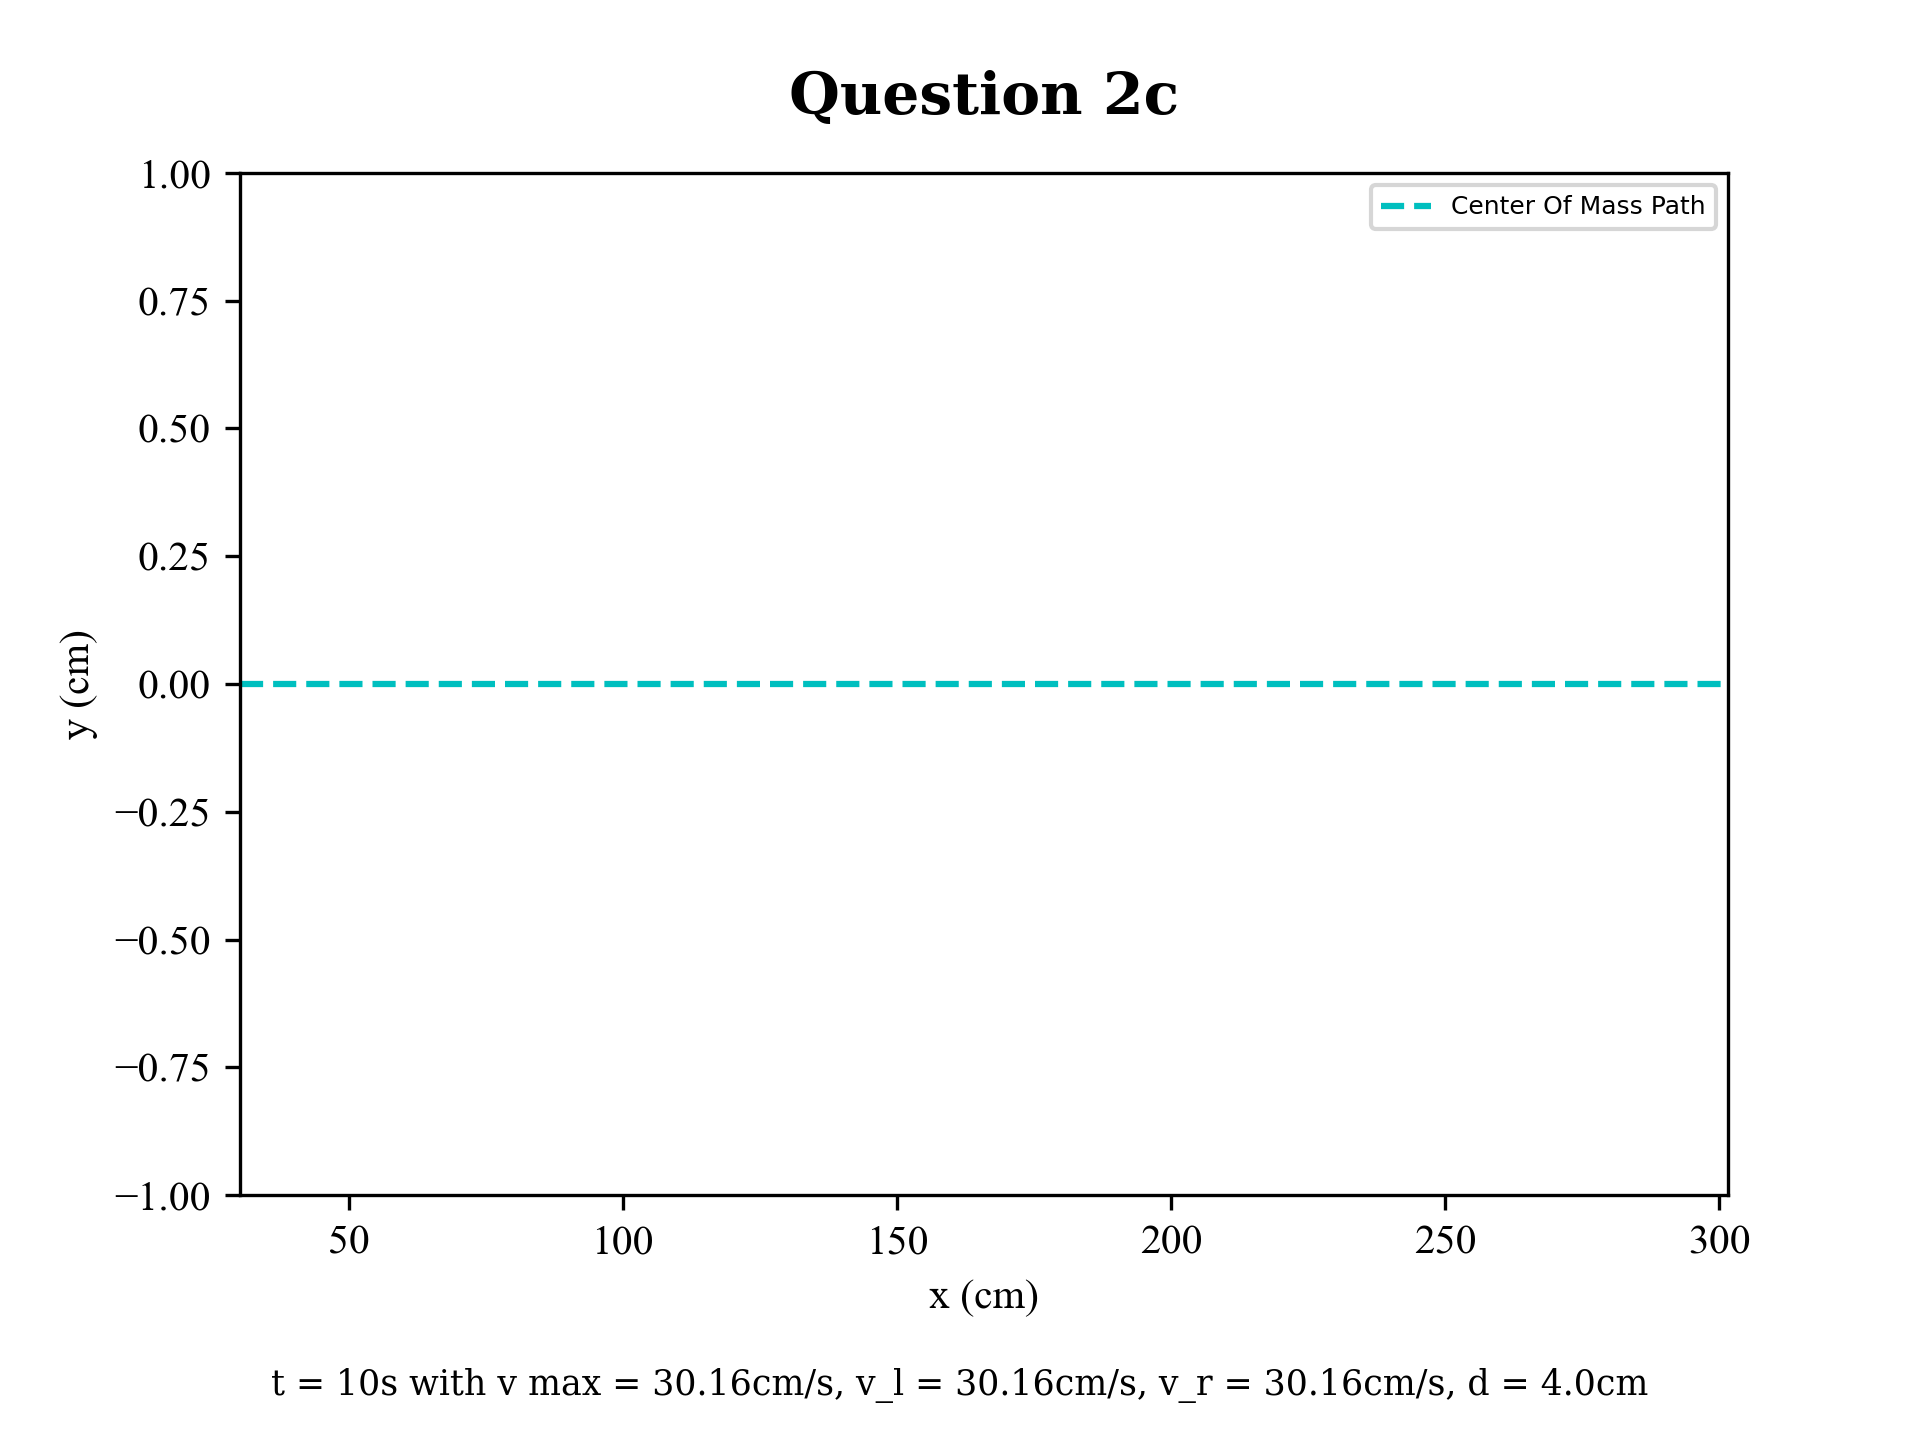 Question 2c
Center Of Mass Path
1.00
0.75
0.50
0.25
0.00
−0.25
−0.50
−0.75
−1.00
y (cm)
50 100 150 200 250 300
x (cm)
t = 10s with v max = 30.16cm/s, v_l = 30.16cm/s, v_r = 30.16cm/s, d = 4.0cm